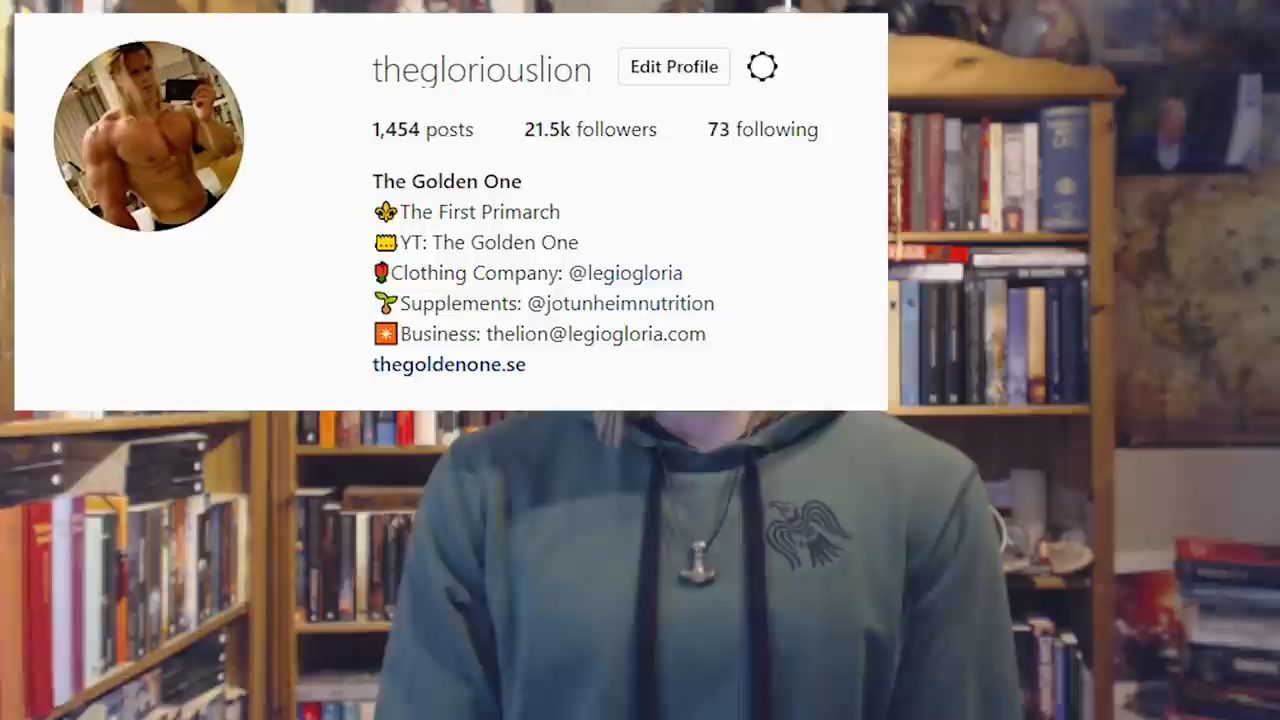 thegloriouslion Edit Profile
1,454 posts 21.5k followers 73 following
The Golden One
The First Primarch
YT: The Golden One
Clothing Company: @legiogloria
Supplements: @jotunheimnutrition
Business: thelion@legiogloria.com
thegoldenone.se